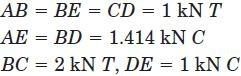 AB = BE = CD = 1 kN T
AE = BD = 1.414 kN C
BC = 2 kN T, DE = 1 kN C